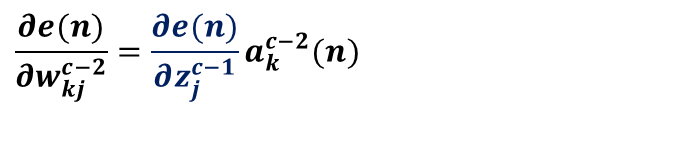 ∂e(n)/∂w_{kj}^{c−2} = ∂e(n)/∂z_j^{c−1} a_k^{c−2}(n)